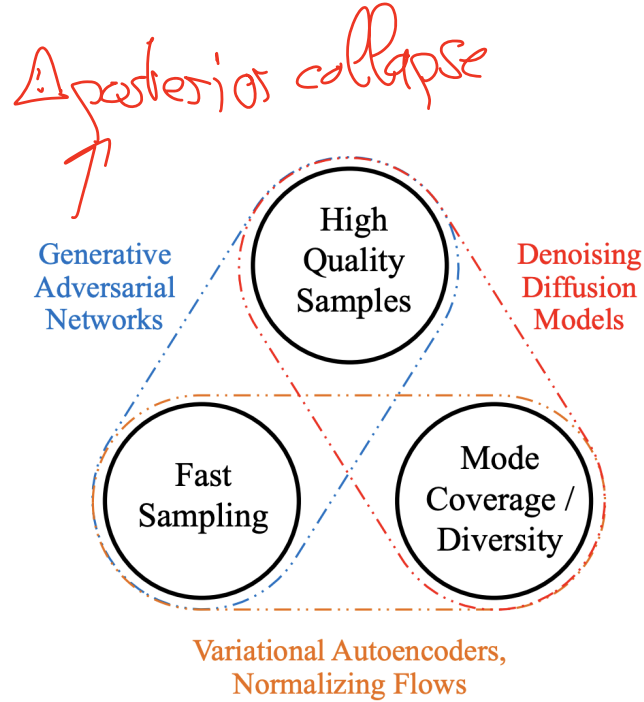 ⚠ posterior collapse
High
Quality
Samples
Generative
Adversarial
Networks
Denoising
Diffusion
Models
Fast
Sampling
Mode
Coverage /
Diversity
Variational Autoencoders,
Normalizing Flows